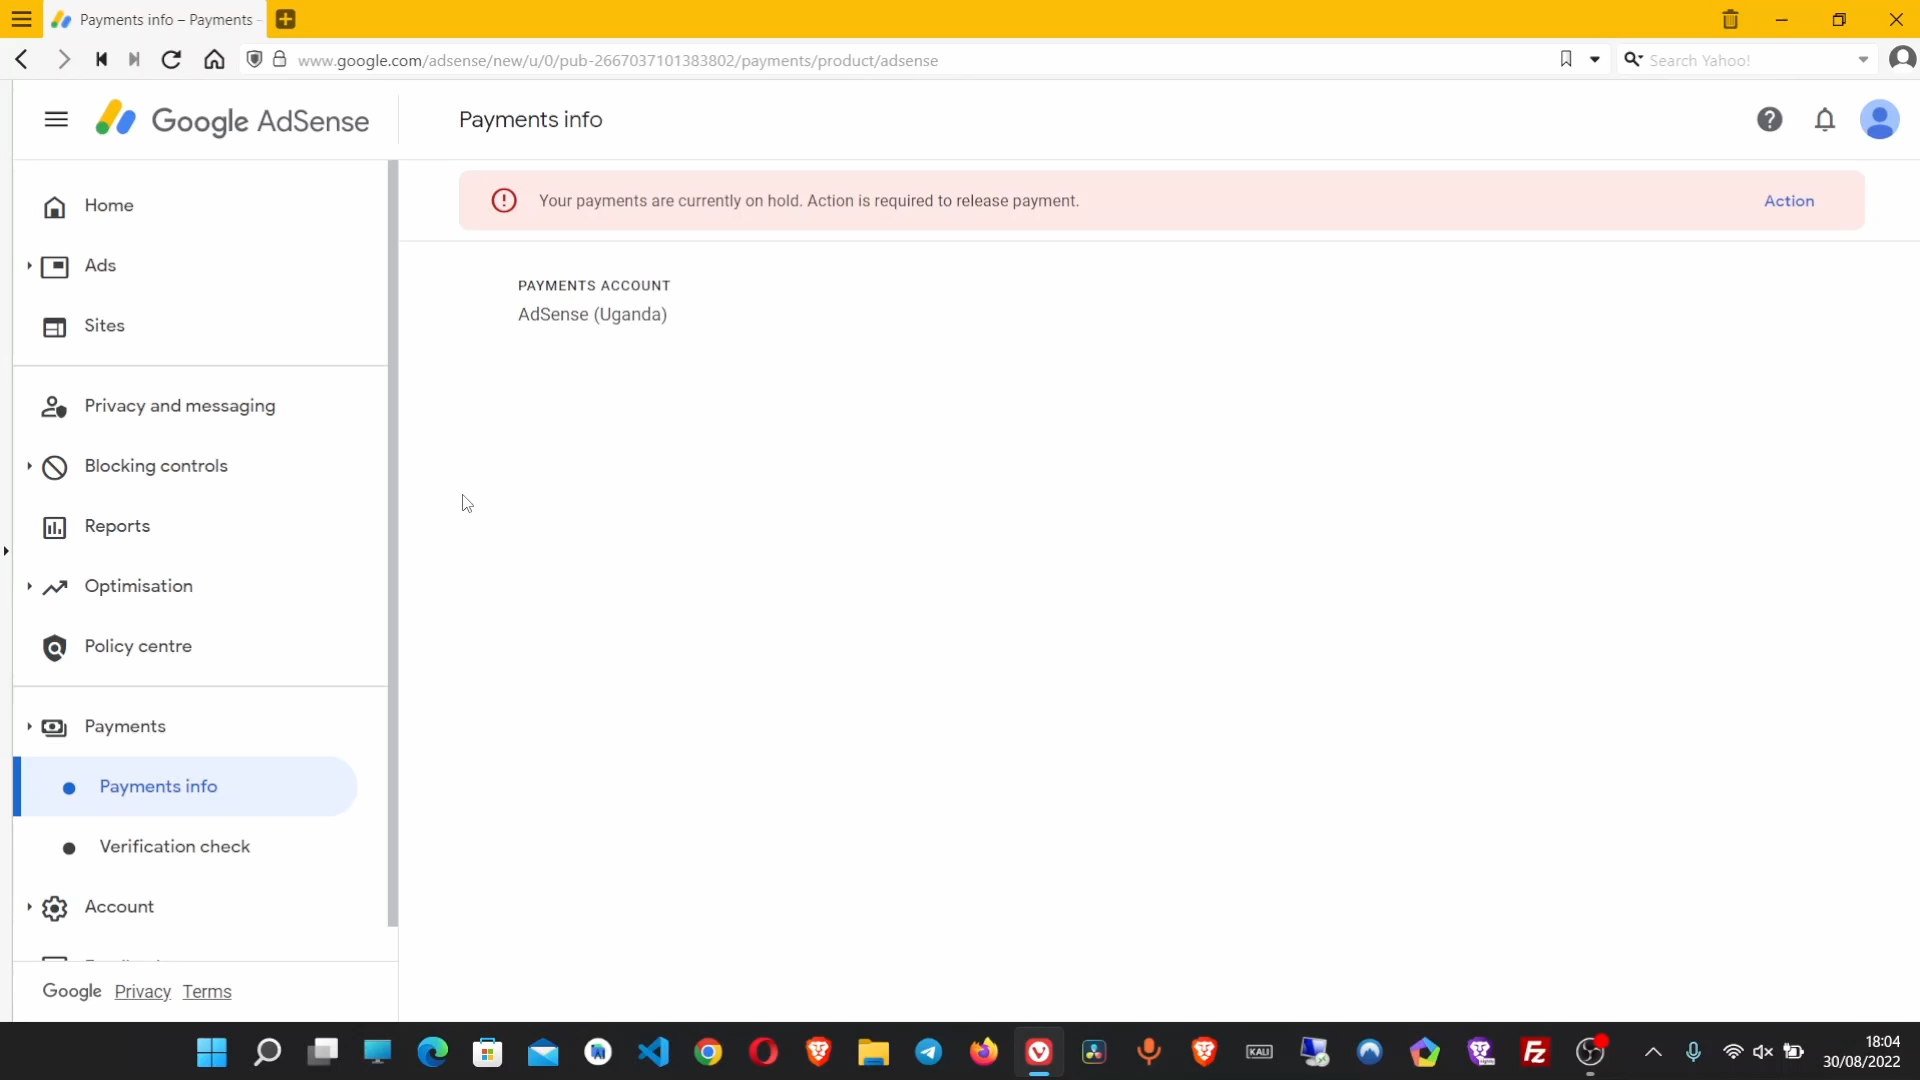 Payments info – Payments -
www.google.com/adsense/new/u/0/pub-2667037101383802/payments/product/adsense
Search Yahoo!
Google AdSense
Payments info
Home
Ads
Sites
Privacy and messaging
Blocking controls
Reports
Optimisation
Policy centre
Payments
Payments info
Verification check
Account
Google Privacy Terms
Your payments are currently on hold. Action is required to release payment.
Action
PAYMENTS ACCOUNT
AdSense (Uganda)
KALI
Fz
18:04
30/08/2022